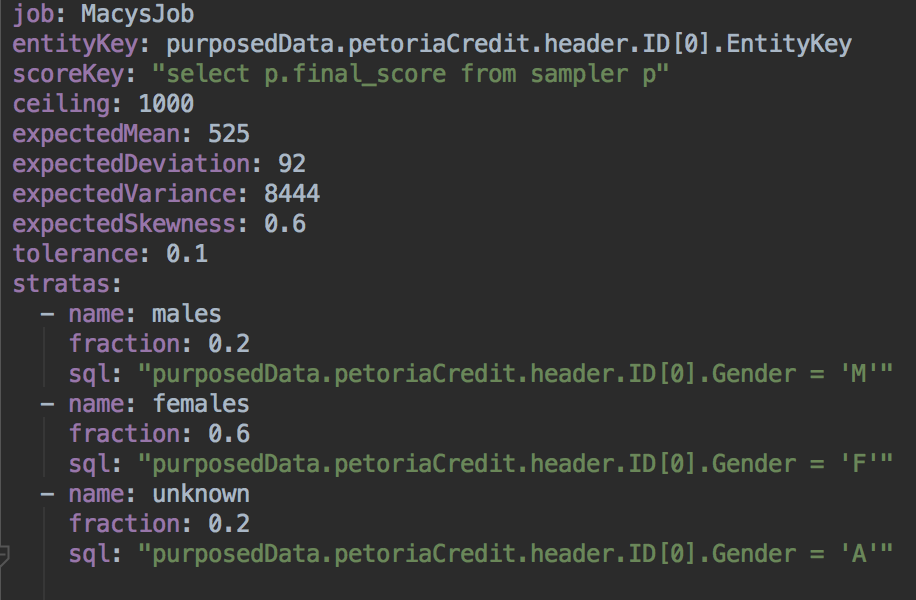 job: MacysJob
entityKey: purposedData.petoriaCredit.header.ID[0].EntityKey
scoreKey: "select p.final_score from sampler p"
ceiling: 1000
expectedMean: 525
expectedDeviation: 92
expectedVariance: 8444
expectedSkewness: 0.6
tolerance: 0.1
stratas:
  - name: males
    fraction: 0.2
    sql: "purposedData.petoriaCredit.header.ID[0].Gender = 'M'"
  - name: females
    fraction: 0.6
    sql: "purposedData.petoriaCredit.header.ID[0].Gender = 'F'"
  - name: unknown
    fraction: 0.2
    sql: "purposedData.petoriaCredit.header.ID[0].Gender = 'A'"